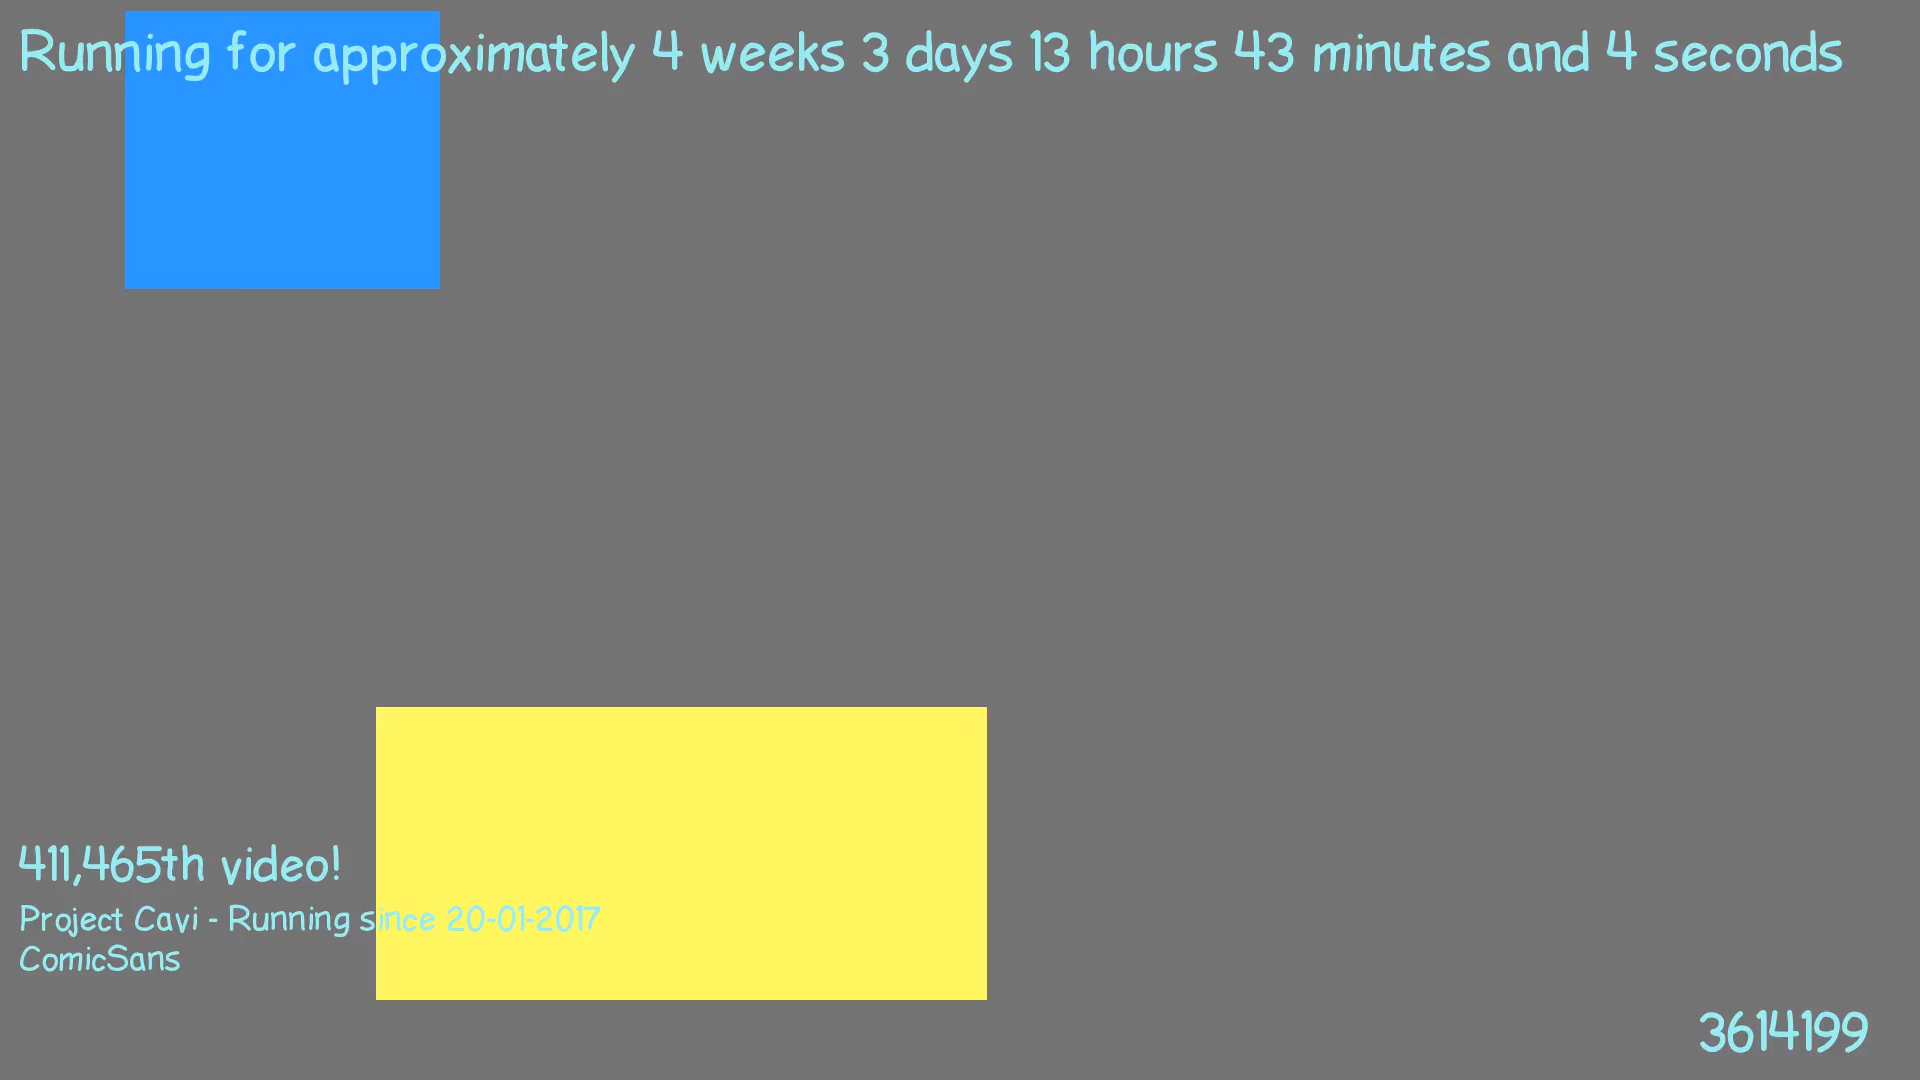 Running for approximately 4 weeks 3 days 13 hours 43 minutes and 4 seconds
411,465th video!
Project Cavi - Running since 20-01-2017
ComicSans
3614199